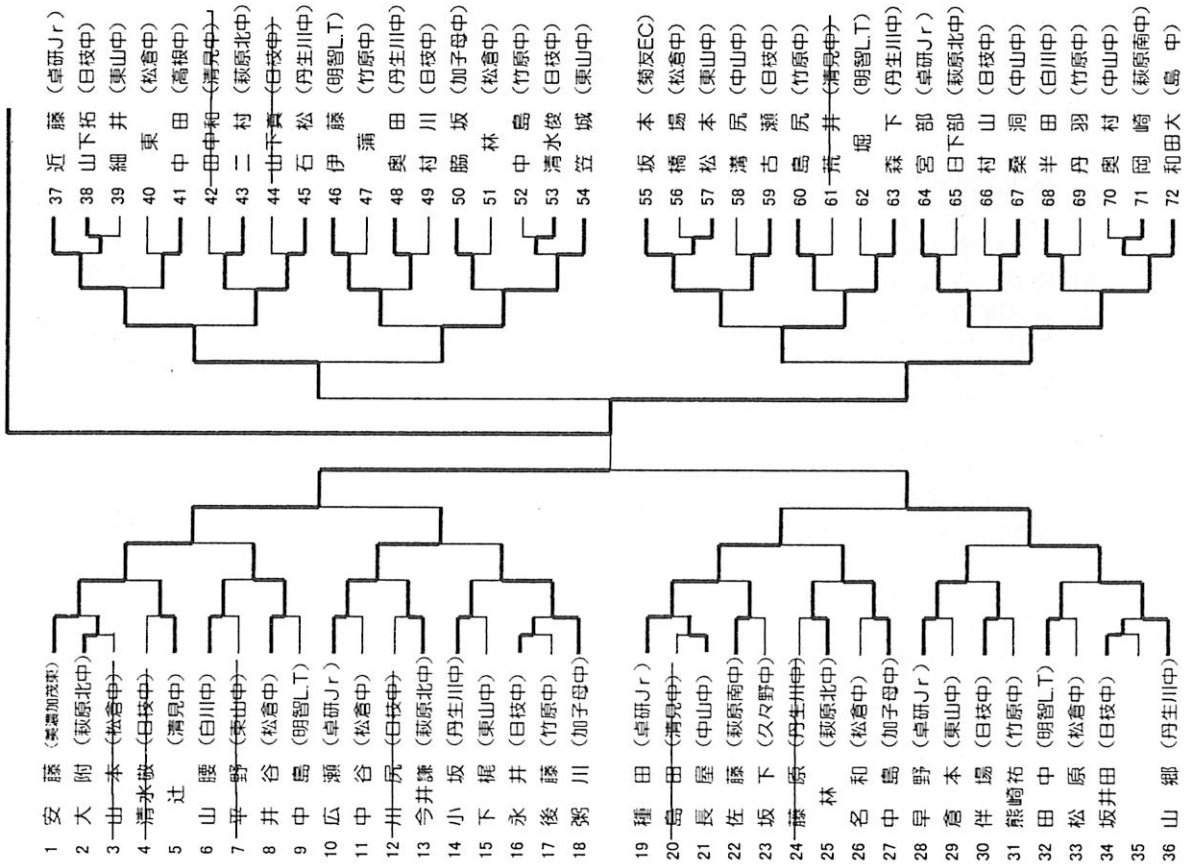 1 安藤 (美濃加茂東)
2 大附 (萩原北中)
3 山本 (松倉中)
4 清水敬 (日枝中)
5 辻 (清見中)
6 山腰 (白川中)
7 平野 (東山中)
8 井谷 (松倉中)
9 中島 (明智L.T)
10 広瀬 (卓研Jr)
11 中谷 (松倉中)
12 川尻 (日枝中)
13 今井謙 (萩原北中)
14 小坂 (丹生川中)
15 下梶 (東山中)
16 永井 (日枝中)
17 後藤 (竹原中)
18 粥川 (加子母中)
19 種田 (卓研Jr)
20 島田 (清見中)
21 長屋 (中山中)
22 佐藤 (萩原南中)
23 坂下 (久々野中)
24 藤原 (丹生川中)
25 林 (萩原北中)
26 名和 (松倉中)
27 中島 (加子母中)
28 早野 (卓研Jr)
29 倉本 (東山中)
30 伴場 (日枝中)
31 熊崎祐 (竹原中)
32 田中 (明智L.T)
33 松原 (松倉中)
34 坂井田 (日枝中)
35
36 山郷 (丹生川中)
37 近藤 (卓研Jr)
38 山下拓 (日枝中)
39 細井 (東山中)
40 東 (松倉中)
41 中田 (高根中)
42 田中和 (清見中)
43 二村 (萩原北中)
44 山下真 (日枝中)
45 石松 (丹生川中)
46 伊藤 (明智L.T)
47 蒲 (竹原中)
48 奥田 (丹生川中)
49 村川 (日枝中)
50 脇坂 (加子母中)
51 林 (松倉中)
52 中島 (竹原中)
53 清水俊 (日枝中)
54 笠城 (東山中)
55 坂本 (菊友EC)
56 橋場 (松倉中)
57 松本 (東山中)
58 溝尻 (中山中)
59 古瀬 (日枝中)
60 島尻 (竹原中)
61 荒井 (清見中)
62 堀 (明智L.T)
63 森下 (丹生川中)
64 宮部 (卓研Jr)
65 日下部 (萩原北中)
66 村山 (日枝中)
67 桑洞 (中山中)
68 半田 (白川中)
69 丹羽 (竹原中)
70 奥村 (中山中)
71 岡崎 (萩原南中)
72 和田大 (島中)